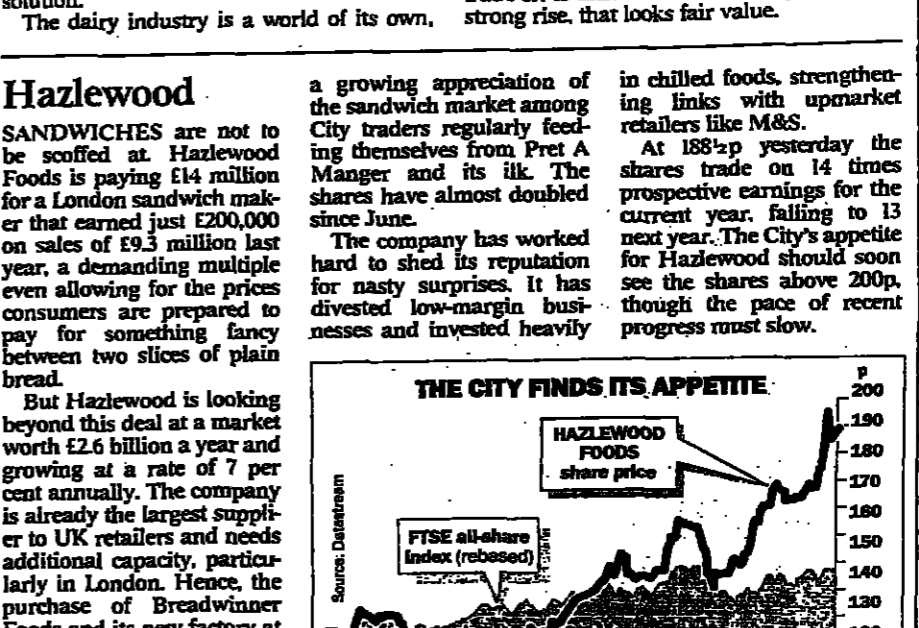 solution.
The dairy industry is a world of its own,
strong rise, that looks fair value.
Hazlewood
SANDWICHES are not to
be scoffed at. Hazlewood
Foods is paying £14 million
for a London sandwich mak-
er that earned just £200,000
on sales of £9.3 million last
year, a demanding multiple
even allowing for the prices
consumers are prepared to
pay for something fancy
between two slices of plain
bread.
But Hazlewood is looking
beyond this deal at a market
worth £2.6 billion a year and
growing at a rate of 7 per
cent annually. The company
is already the largest suppli-
er to UK retailers and needs
additional capacity, particu-
larly in London. Hence, the
purchase of Breadwinner
Foods and its new factory at
a growing appreciation of
the sandwich market among
City traders regularly feed-
ing themselves from Pret A
Manger and its ilk. The
shares have almost doubled
since June.
The company has worked
hard to shed its reputation
for nasty surprises. It has
divested low-margin busi-
nesses and invested heavily
in chilled foods, strengthen-
ing links with upmarket
retailers like M&S.
At 188½p yesterday the
shares trade on 14 times
prospective earnings for the
current year, falling to 13
next year. The City's appetite
for Hazlewood should soon
see the shares above 200p,
though the pace of recent
progress must slow.
THE CITY FINDS ITS APPETITE
p
200
190
180
170
160
150
140
130
HAZLEWOOD
FOODS
share price
FTSE all-share
index (rebased)
Source: Datastream